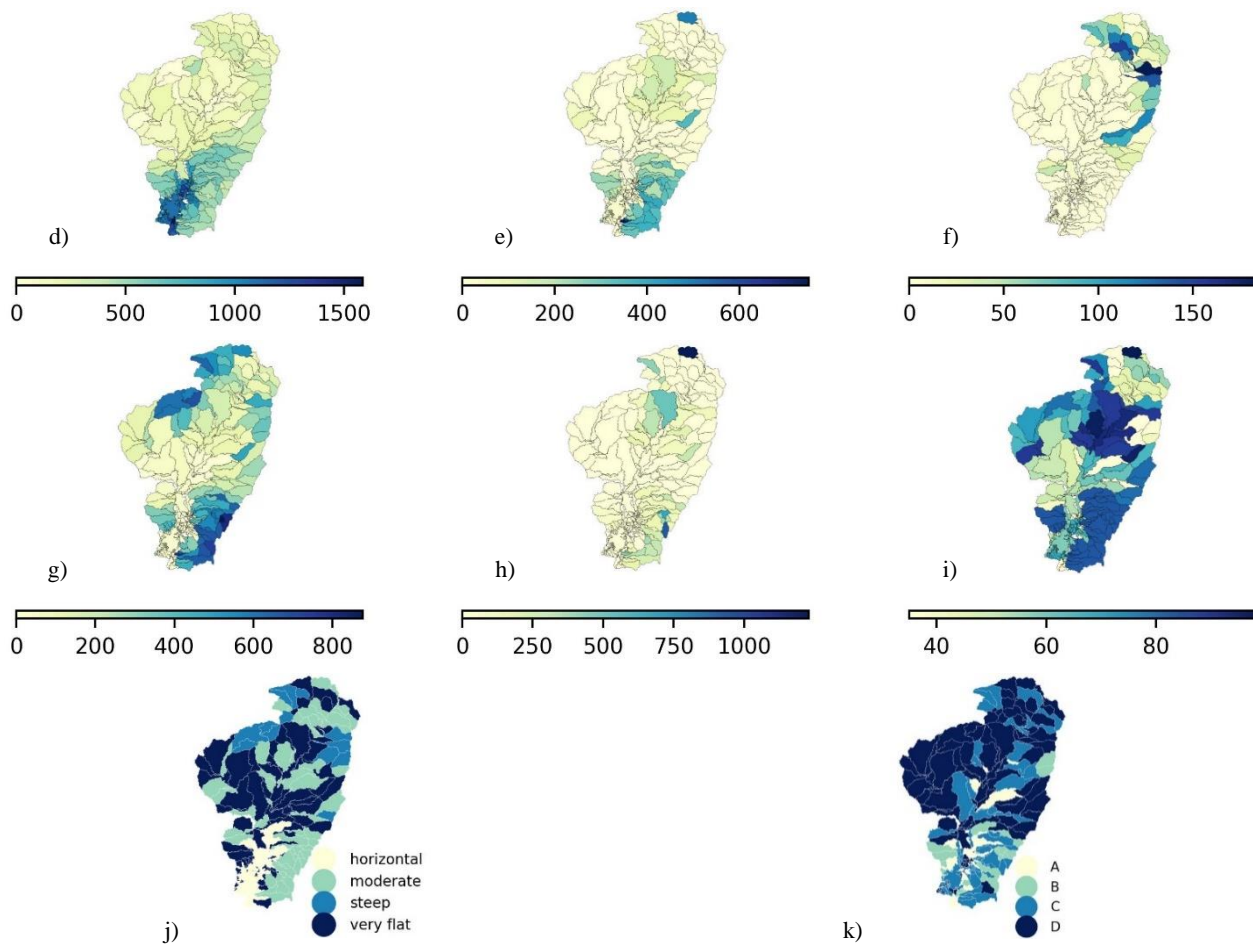 d)
e)
f)
0 500 1000 1500
0 200 400 600
0 50 100 150
g)
h)
i)
0 200 400 600 800
0 250 500 750 1000
40 60 80
horizontal
moderate
steep
very flat
j)
A
B
C
D
k)